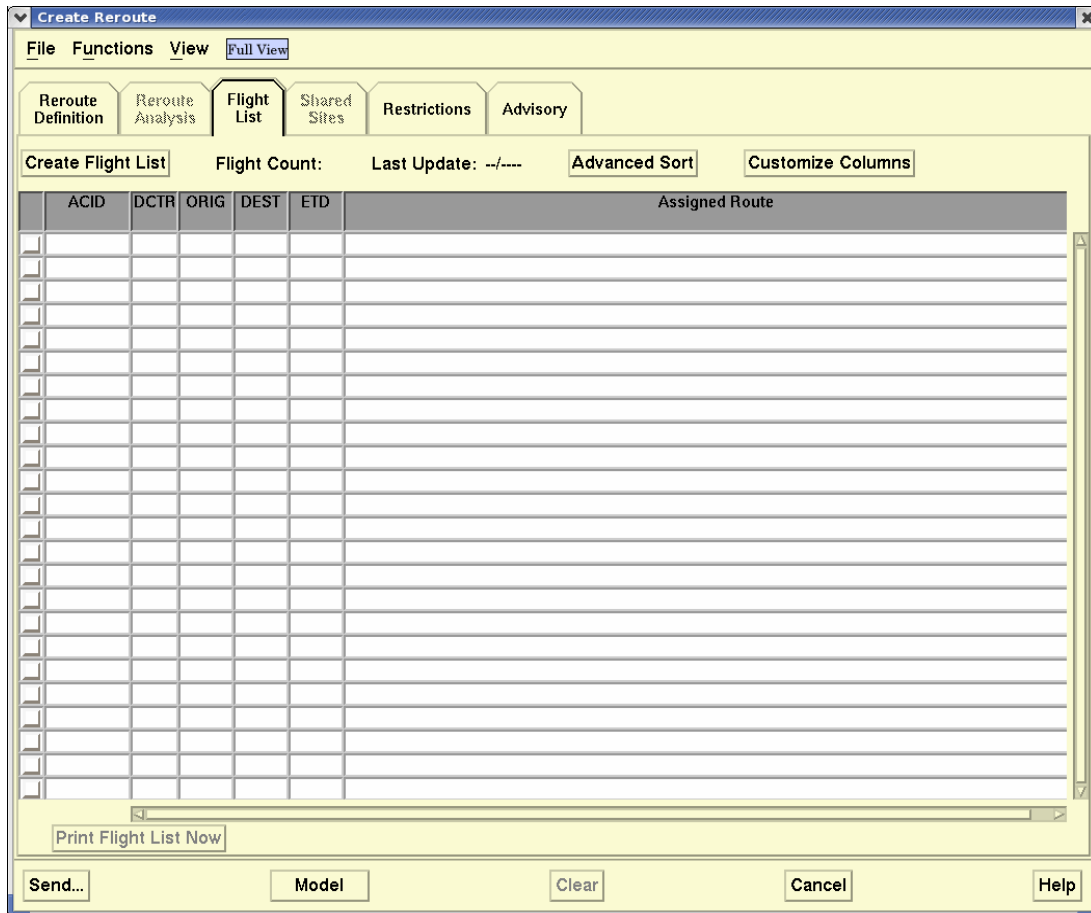 Create Reroute
File Functions View Full View
Reroute Definition
Reroute Analysis
Flight List
Shared Sites
Restrictions
Advisory
Create Flight List Flight Count: Last Update: --/---- Advanced Sort Customize Columns
ACID DCTR ORIG DEST ETD Assigned Route
Print Flight List Now
Send... Model Clear Cancel Help